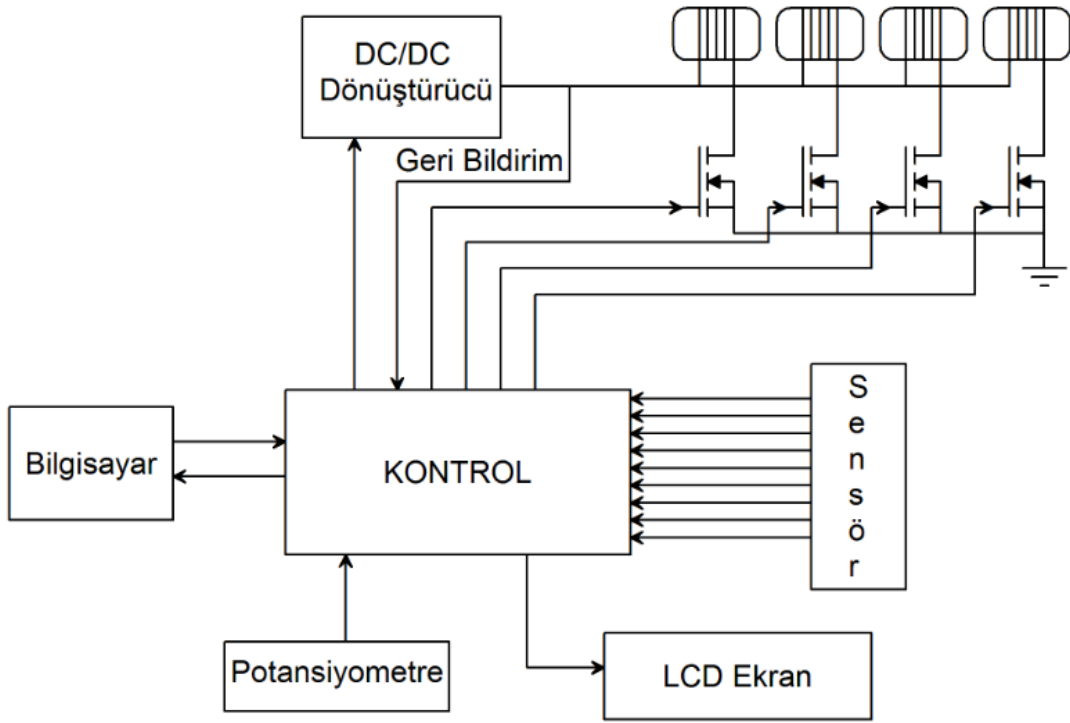 DC/DC
Dönüştürücü
Geri Bildirim
Bilgisayar
KONTROL
S
e
n
s
ö
r
Potansiyometre
LCD Ekran